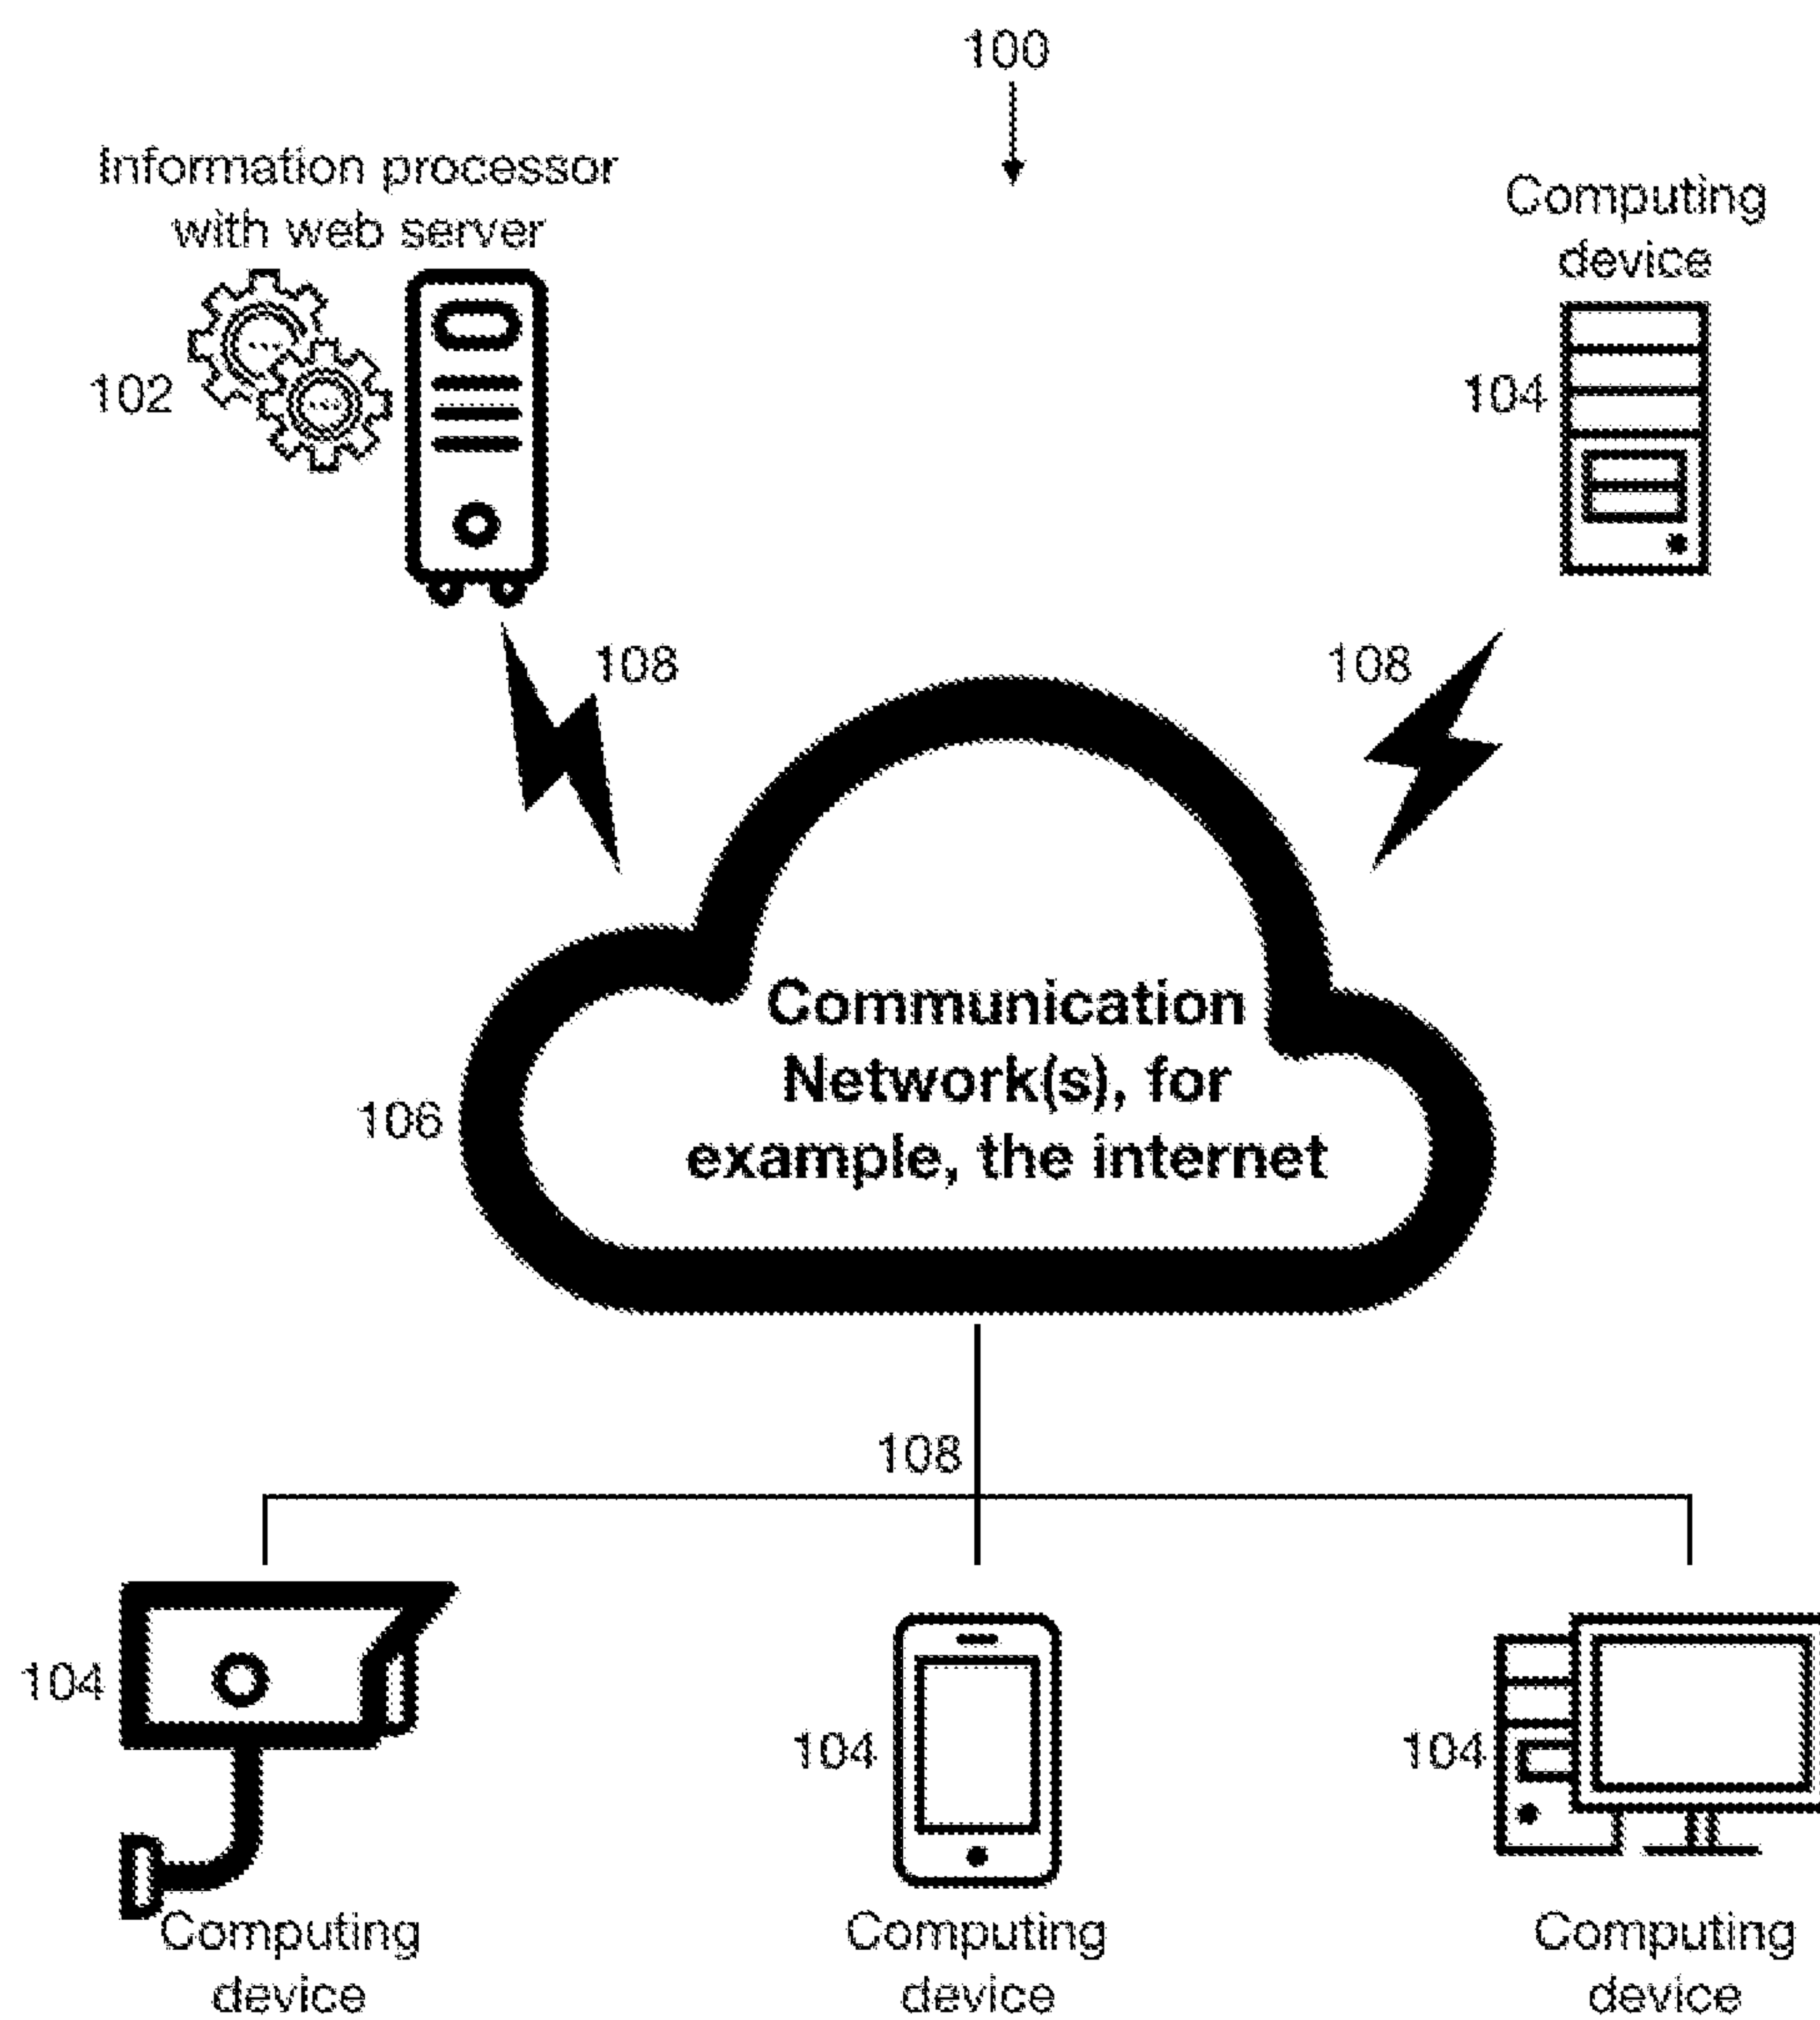 100
Information processor
with web server
Computing
device
102
104
108
108
Communication
Network(s), for
example, the internet
106
108
104
104
104
Computing
device
Computing
device
Computing
device